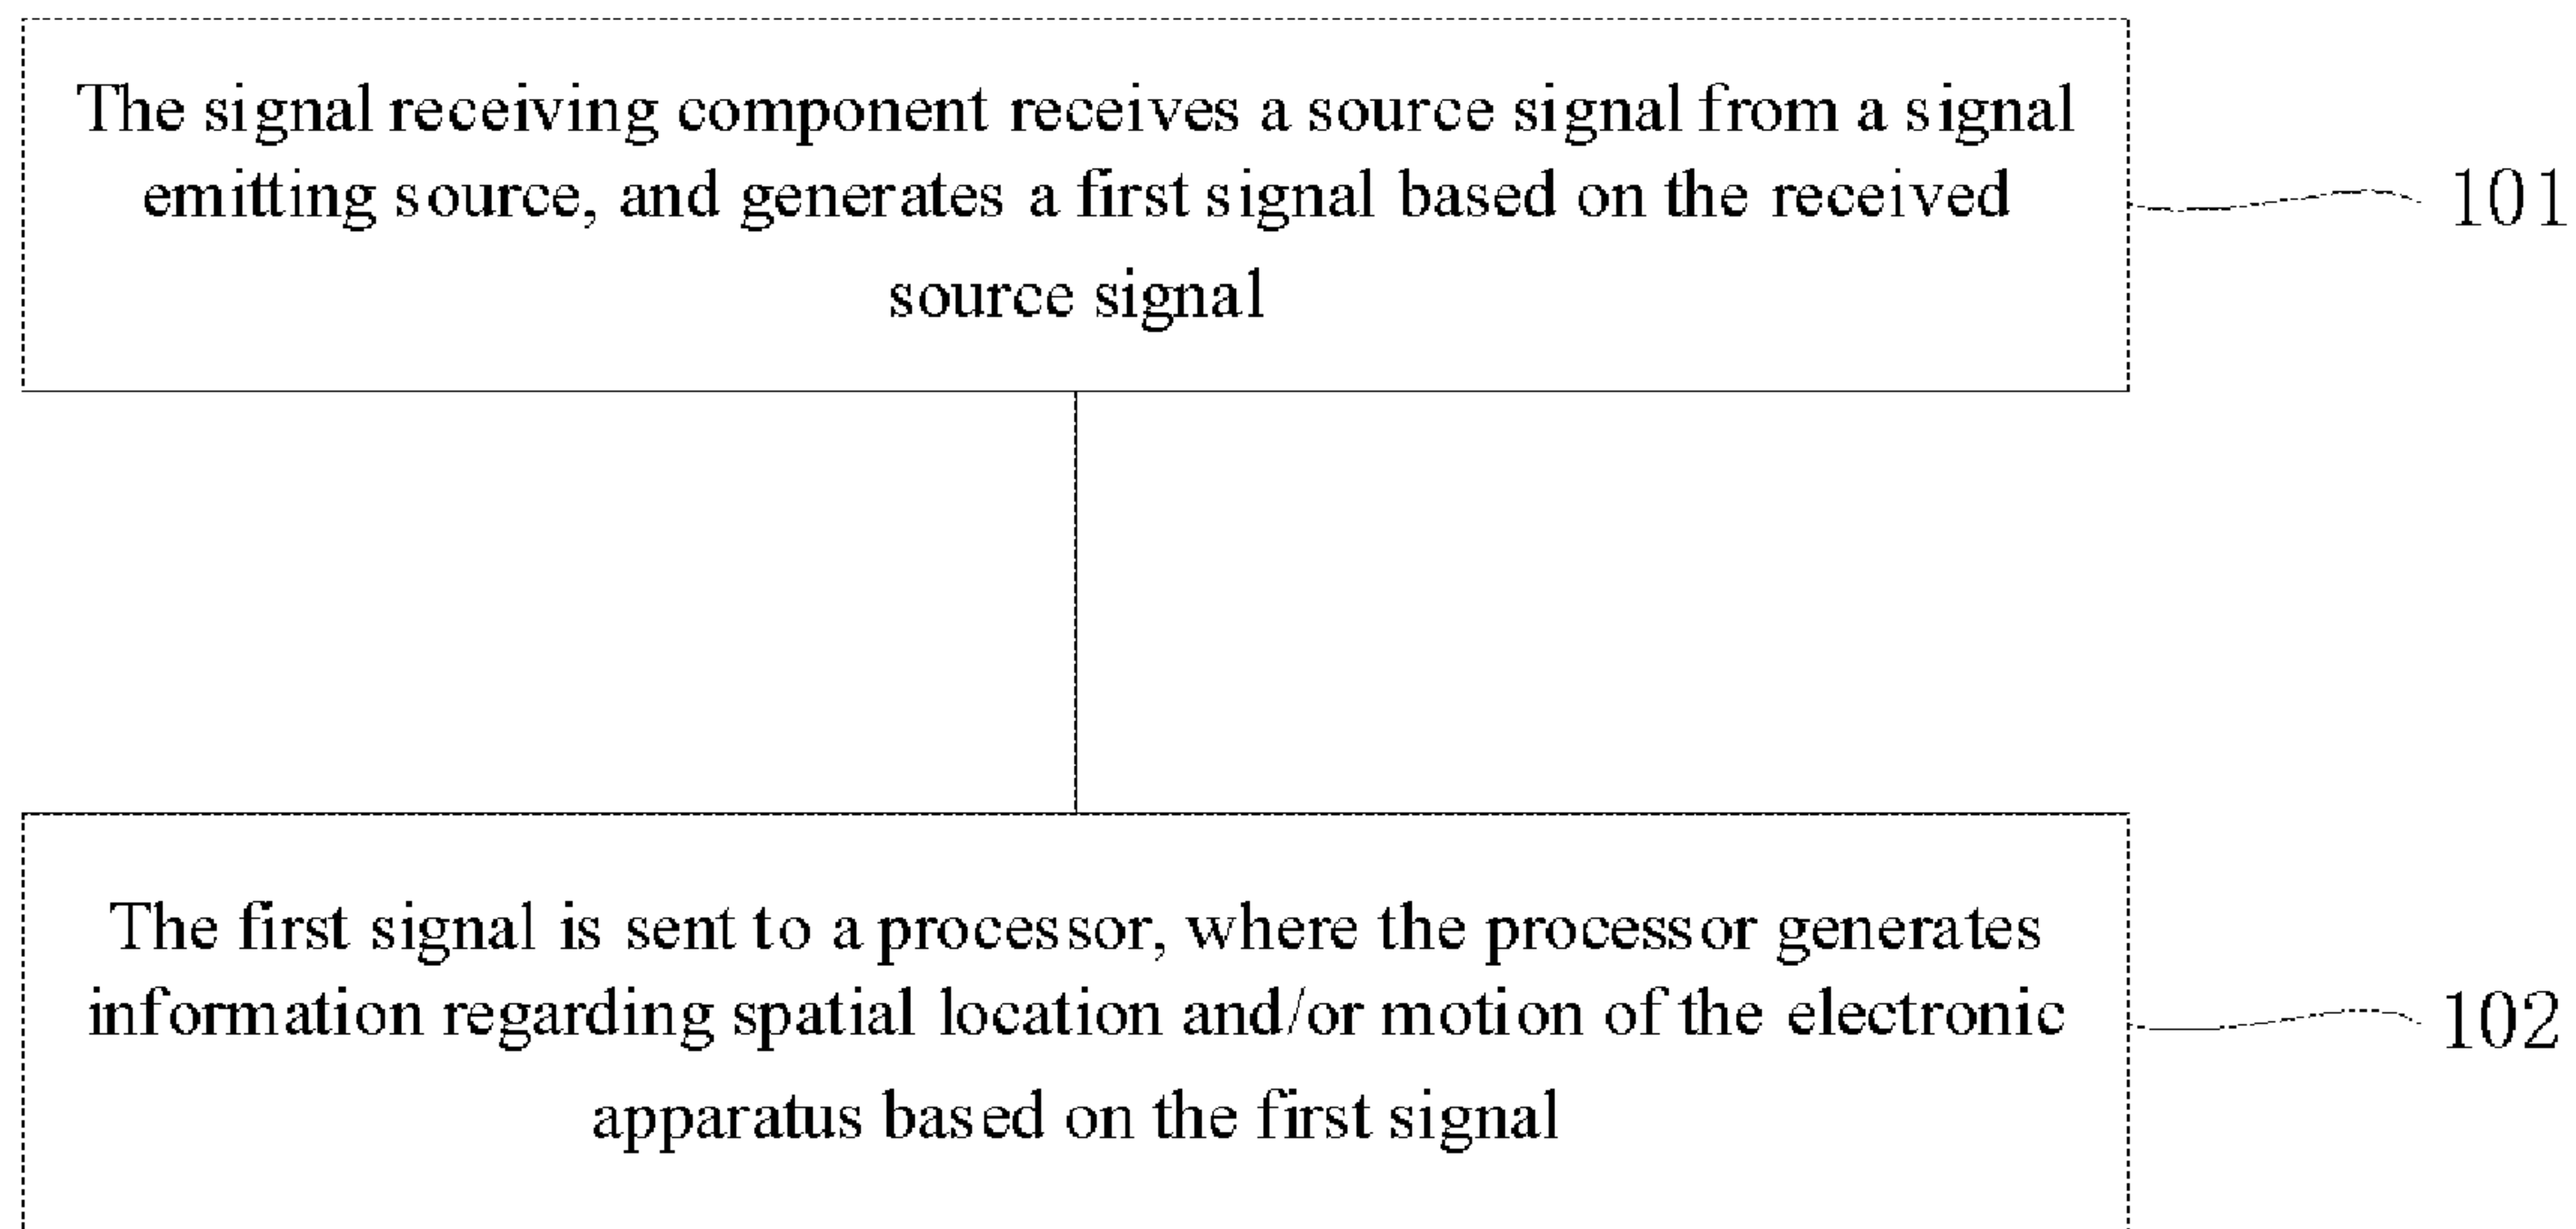 The signal receiving component receives a source signal from a signal
emitting source, and generates a first signal based on the received
source signal
101
The first signal is sent to a processor, where the processor generates
information regarding spatial location and/or motion of the electronic
apparatus based on the first signal
102